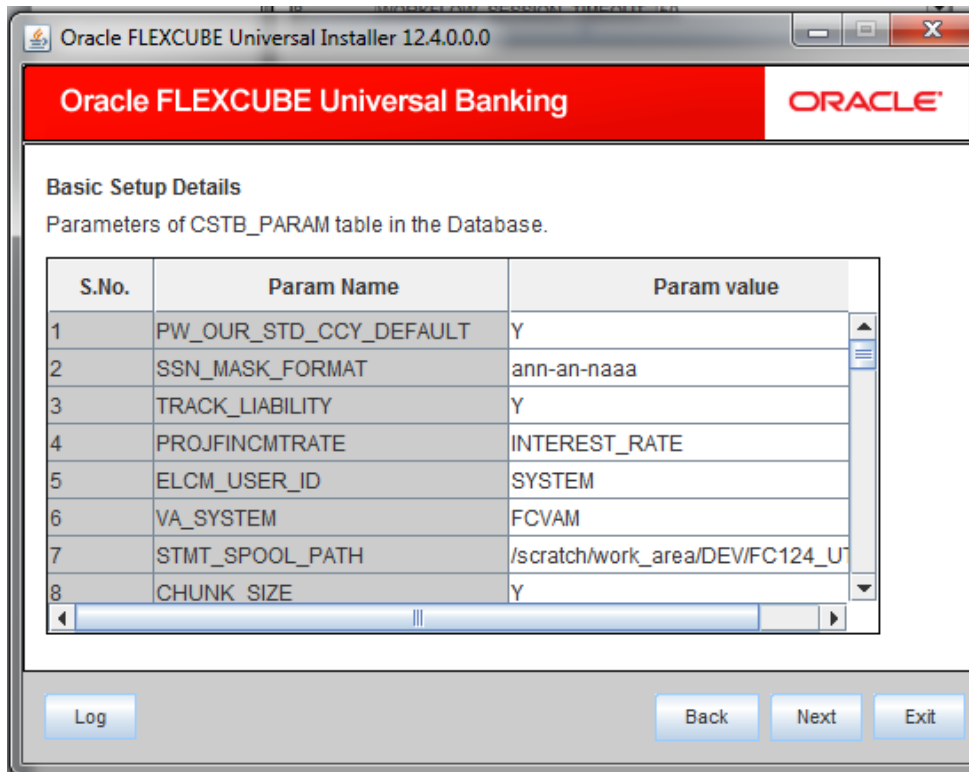 Oracle FLEXCUBE Universal Installer 12.4.0.0.0
Oracle FLEXCUBE Universal Banking
ORACLE
Basic Setup Details
Parameters of CSTB_PARAM table in the Database.
S.No. Param Name Param value
1 PW_OUR_STD_CCY_DEFAULT Y
2 SSN_MASK_FORMAT ann-an-naaa
3 TRACK_LIABILITY Y
4 PROJFINCMTRATE INTEREST_RATE
5 ELCM_USER_ID SYSTEM
6 VA_SYSTEM FCVAM
7 STMT_SPOOL_PATH /scratch/work_area/DEV/FC124_UT
8 CHUNK_SIZE Y
Log Back Next Exit